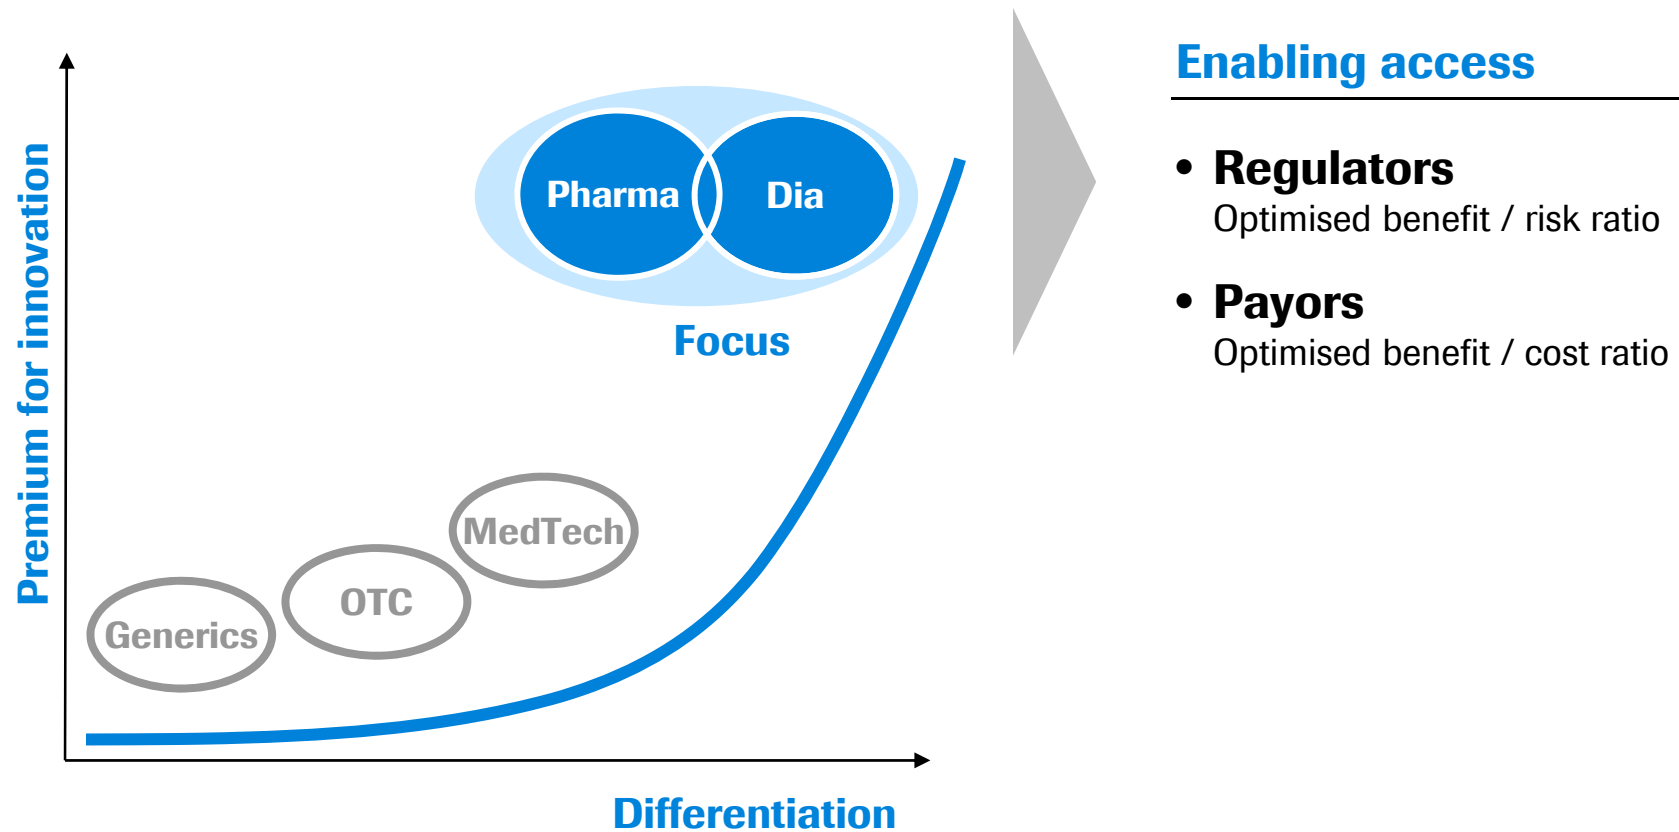 Premium for innovation
Pharma
Dia
Focus
MedTech
OTC
Generics
Differentiation
Enabling access
• Regulators
Optimised benefit / risk ratio
• Payors
Optimised benefit / cost ratio